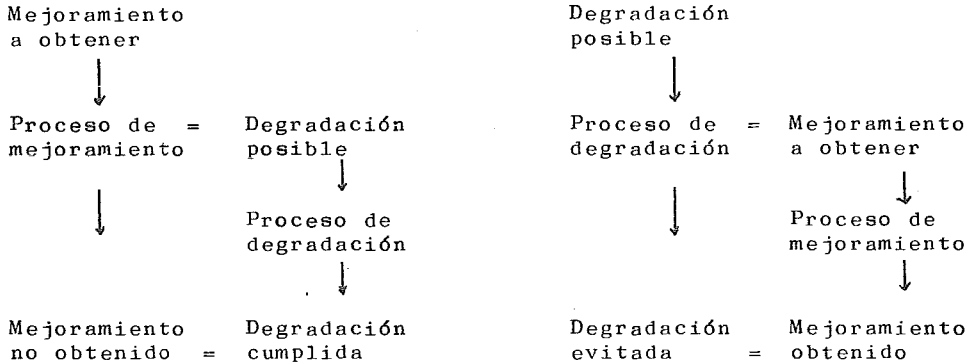 Mejoramiento
a obtener
Proceso de = Degradación
mejoramiento posible
Proceso de
degradación
Mejoramiento Degradación
no obtenido = cumplida
Degradación
posible
Proceso de = Mejoramiento
degradación a obtener
Proceso de
mejoramiento
Degradación Mejoramiento
evitada = obtenido